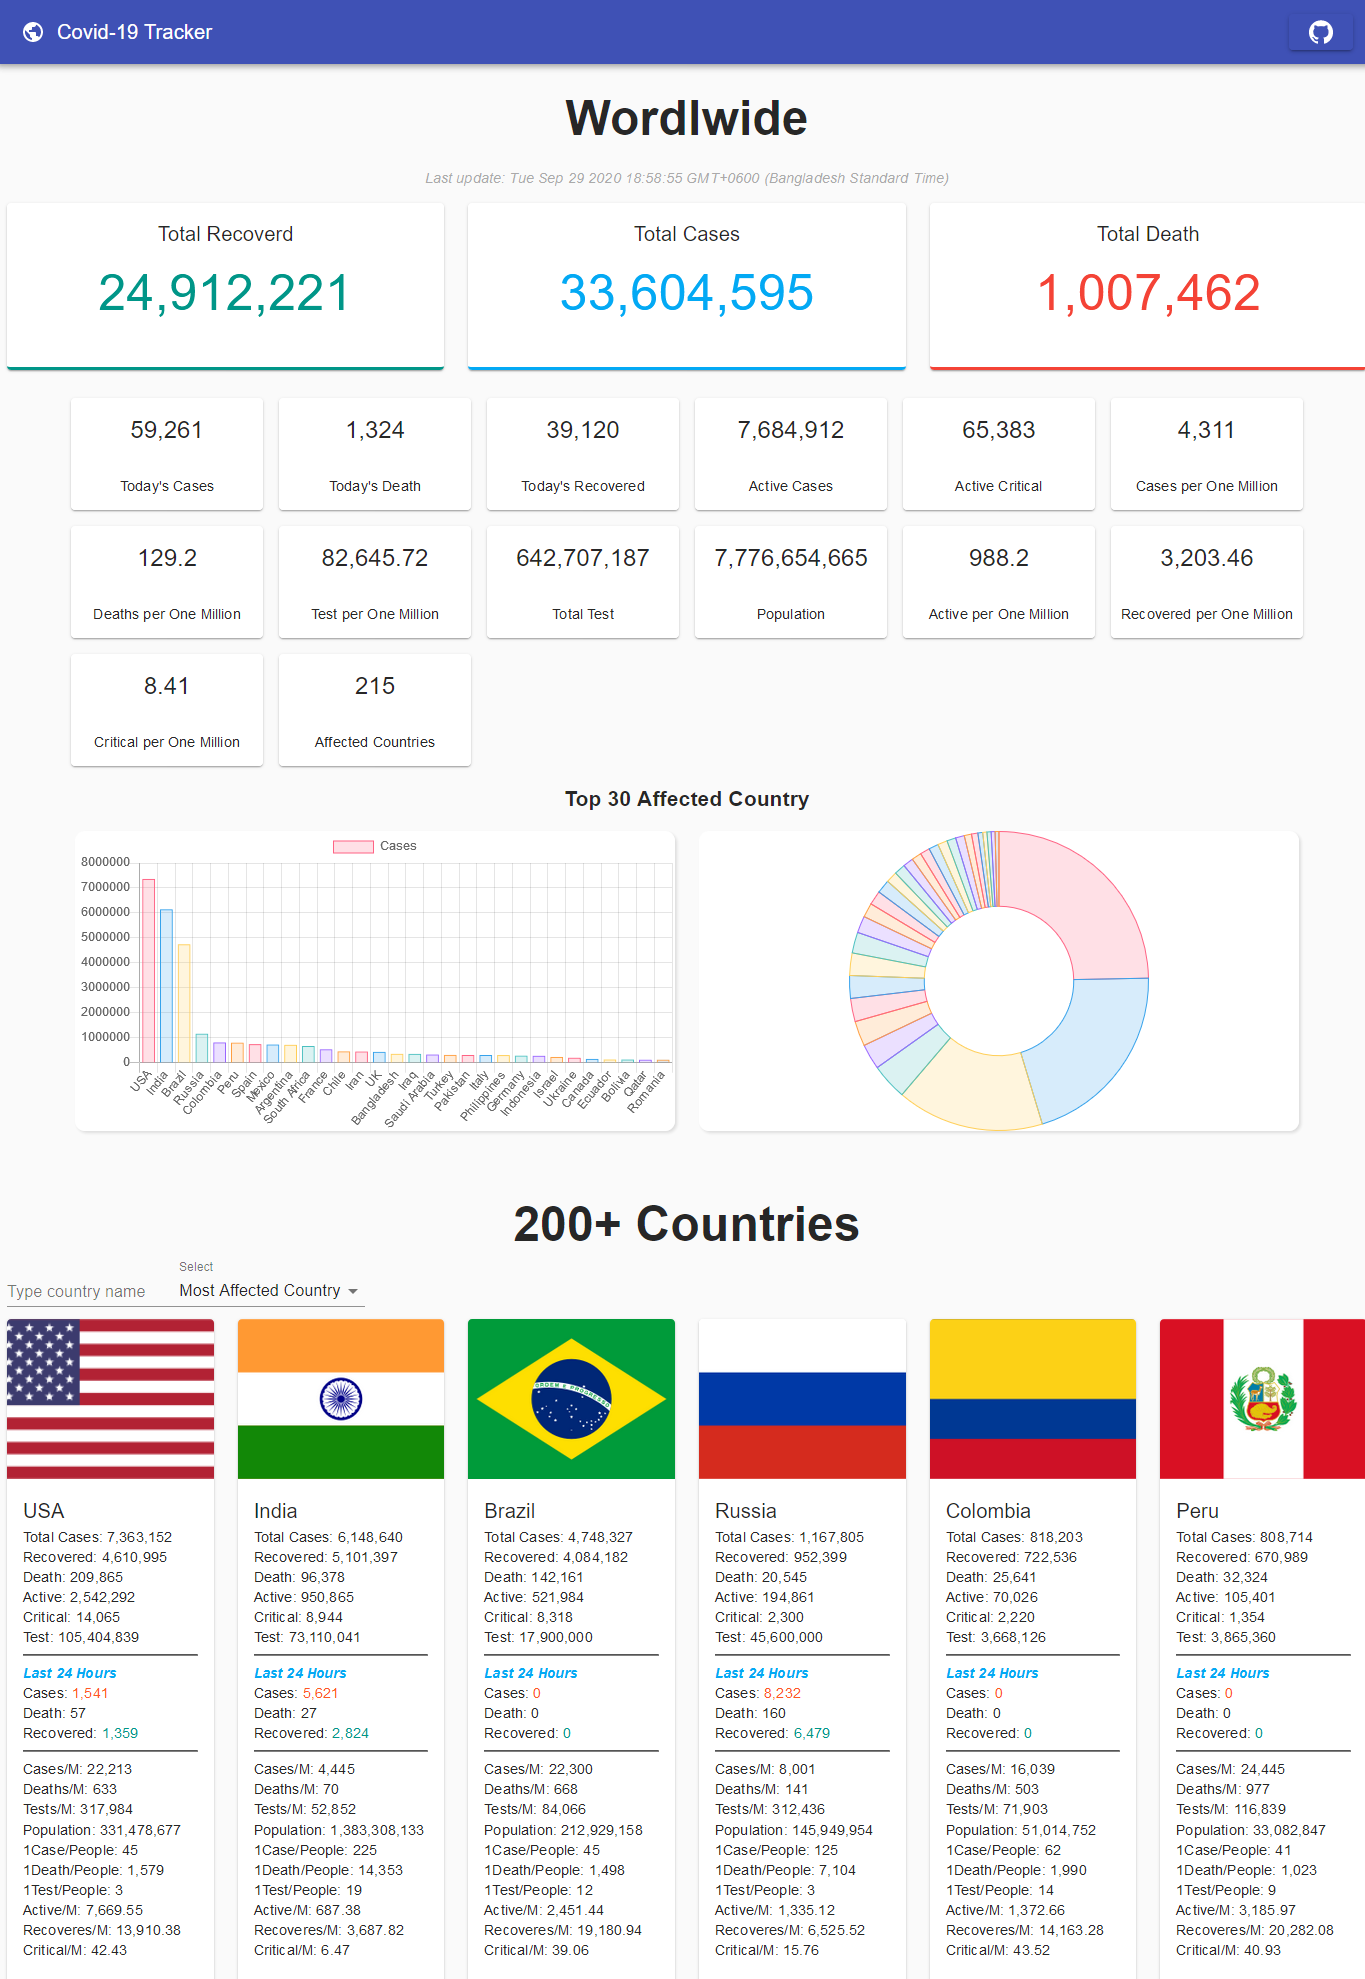 Covid-19 Tracker
Wordlwide
Last update: Tue Sep 29 2020 18:58:55 GMT+0600 (Bangladesh Standard Time)
Total Recoverd
24,912,221
Total Cases
33,604,595
Total Death
1,007,462
59,261
Today's Cases
1,324
Today's Death
39,120
Today's Recovered
7,684,912
Active Cases
65,383
Active Critical
4,311
Cases per One Million
129.2
Deaths per One Million
82,645.72
Test per One Million
642,707,187
Total Test
7,776,654,665
Population
988.2
Active per One Million
3,203.46
Recovered per One Million
8.41
Critical per One Million
215
Affected Countries
Top 30 Affected Country
Cases
8000000
7000000
6000000
5000000
4000000
3000000
2000000
1000000
0
USA
India
Brazil
Russia
Colombia
Peru
Spain
Mexico
Argentina
South Africa
France
Chile
Iran
UK
Bangladesh
Iraq
Saudi Arabia
Turkey
Pakistan
Italy
Philippines
Germany
Indonesia
Israel
Ukraine
Canada
Ecuador
Bolivia
Qatar
Romania
200+ Countries
Type country name
Select
Most Affected Country
USA
Total Cases: 7,363,152
Recovered: 4,610,995
Death: 209,865
Active: 2,542,292
Critical: 14,065
Test: 105,404,839
Last 24 Hours
Cases: 1,541
Death: 57
Recovered: 1,359
Cases/M: 22,213
Deaths/M: 633
Tests/M: 317,984
Population: 331,478,677
1Case/People: 45
1Death/People: 1,579
1Test/People: 3
Active/M: 7,669.55
Recoveres/M: 13,910.38
Critical/M: 42.43
India
Total Cases: 6,148,640
Recovered: 5,101,397
Death: 96,378
Active: 950,865
Critical: 8,944
Test: 73,110,041
Last 24 Hours
Cases: 5,621
Death: 27
Recovered: 2,824
Cases/M: 4,445
Deaths/M: 70
Tests/M: 52,852
Population: 1,383,308,133
1Case/People: 225
1Death/People: 14,353
1Test/People: 19
Active/M: 687.38
Recoveres/M: 3,687.82
Critical/M: 6.47
ORDEM E PROGRESSO
Brazil
Total Cases: 4,748,327
Recovered: 4,084,182
Death: 142,161
Active: 521,984
Critical: 8,318
Test: 17,900,000
Last 24 Hours
Cases: 0
Death: 0
Recovered: 0
Cases/M: 22,300
Deaths/M: 668
Tests/M: 84,066
Population: 212,929,158
1Case/People: 45
1Death/People: 1,498
1Test/People: 12
Active/M: 2,451.44
Recoveres/M: 19,180.94
Critical/M: 39.06
Russia
Total Cases: 1,167,805
Recovered: 952,399
Death: 20,545
Active: 194,861
Critical: 2,300
Test: 45,600,000
Last 24 Hours
Cases: 8,232
Death: 160
Recovered: 6,479
Cases/M: 8,001
Deaths/M: 141
Tests/M: 312,436
Population: 145,949,954
1Case/People: 125
1Death/People: 7,104
1Test/People: 3
Active/M: 1,335.12
Recoveres/M: 6,525.52
Critical/M: 15.76
Colombia
Total Cases: 818,203
Recovered: 722,536
Death: 25,641
Active: 70,026
Critical: 2,220
Test: 3,668,126
Last 24 Hours
Cases: 0
Death: 0
Recovered: 0
Cases/M: 16,039
Deaths/M: 503
Tests/M: 71,903
Population: 51,014,752
1Case/People: 62
1Death/People: 1,990
1Test/People: 14
Active/M: 1,372.66
Recoveres/M: 14,163.28
Critical/M: 43.52
Peru
Total Cases: 808,714
Recovered: 670,989
Death: 32,324
Active: 105,401
Critical: 1,354
Test: 3,865,360
Last 24 Hours
Cases: 0
Death: 0
Recovered: 0
Cases/M: 24,445
Deaths/M: 977
Tests/M: 116,839
Population: 33,082,847
1Case/People: 41
1Death/People: 1,023
1Test/People: 9
Active/M: 3,185.97
Recoveres/M: 20,282.08
Critical/M: 40.93